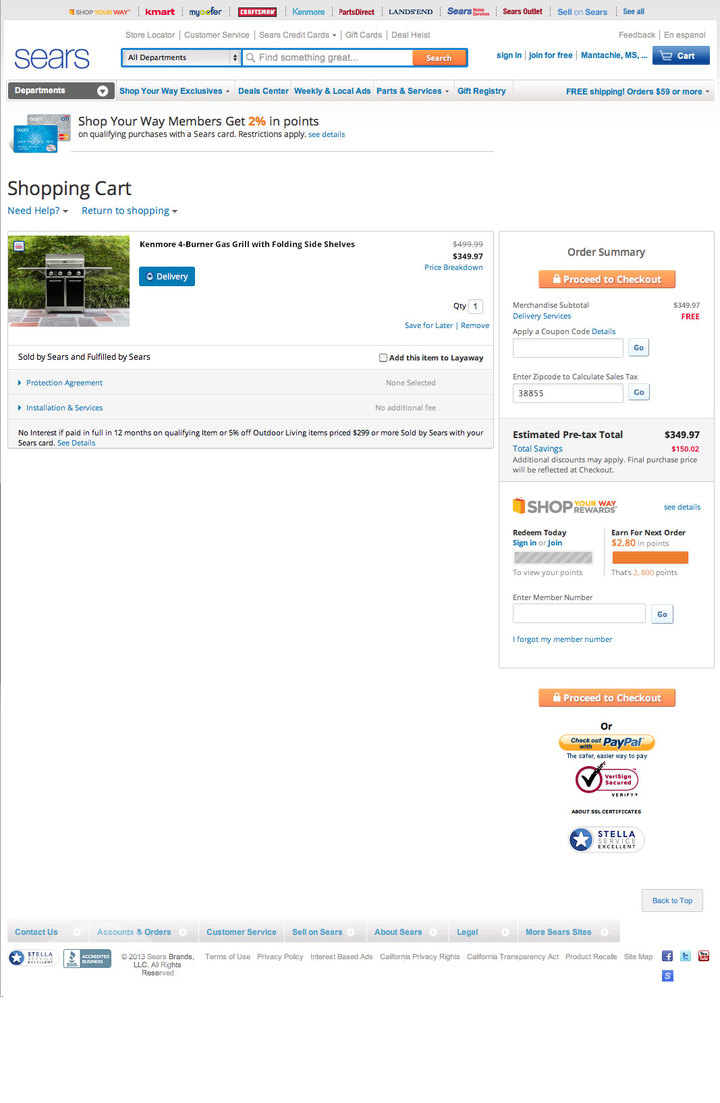 SHOP YOUR WAY
kmart
mygofer
CRAFTSMAN
Kenmore
PartsDirect
LANDS'END
Sears Home Services
Sears Outlet
Sell on Sears
See all
Store Locator
Customer Service
Sears Credit Cards
Gift Cards
Deal Heist
Feedback
En espanol
sears
All Departments
Find something great...
Search
sign in
join for free
Mantachie, MS, ...
Cart
Departments
Shop Your Way Exclusives
Deals Center
Weekly & Local Ads
Parts & Services
Gift Registry
FREE shipping! Orders $59 or more
Shop Your Way Members Get 2% in points
on qualifying purchases with a Sears card. Restrictions apply. see details
Shopping Cart
Need Help?
Return to shopping
Kenmore 4-Burner Gas Grill with Folding Side Shelves
$499.99
$349.97
Price Breakdown
Delivery
Qty 1
Save for Later | Remove
Sold by Sears and Fulfilled by Sears
Add this item to Layaway
Protection Agreement
None Selected
Installation & Services
No additional fee
No Interest if paid in full in 12 months on qualifying Item or 5% off Outdoor Living items priced $299 or more Sold by Sears with your
Sears card. See Details
Order Summary
Proceed to Checkout
Merchandise Subtotal $349.97
Delivery Services FREE
Apply a Coupon Code Details
Go
Enter Zipcode to Calculate Sales Tax
38855
Go
Estimated Pre-tax Total $349.97
Total Savings $150.02
Additional discounts may apply. Final purchase price
will be reflected at Checkout.
SHOP YOUR WAY REWARDS
see details
Redeem Today
Sign in or Join
To view your points
Earn For Next Order
$2.80 in points
That's 2, 800 points
Enter Member Number
Go
I forgot my member number
Proceed to Checkout
Or
Check out with PayPal
The safer, easier way to pay
VeriSign
Secured
VERIFY
ABOUT SSL CERTIFICATES
STELLA
SERVICE
EXCELLENT
Back to Top
Contact Us
Accounts & Orders
Customer Service
Sell on Sears
About Sears
Legal
More Sears Sites
STELLA
SERVICE
EXCELLENT
BBB
ACCREDITED
BUSINESS
© 2013 Sears Brands,
LLC. All Rights
Reserved
Terms of Use
Privacy Policy
Interest Based Ads
California Privacy Rights
California Transparency Act
Product Recalls
Site Map